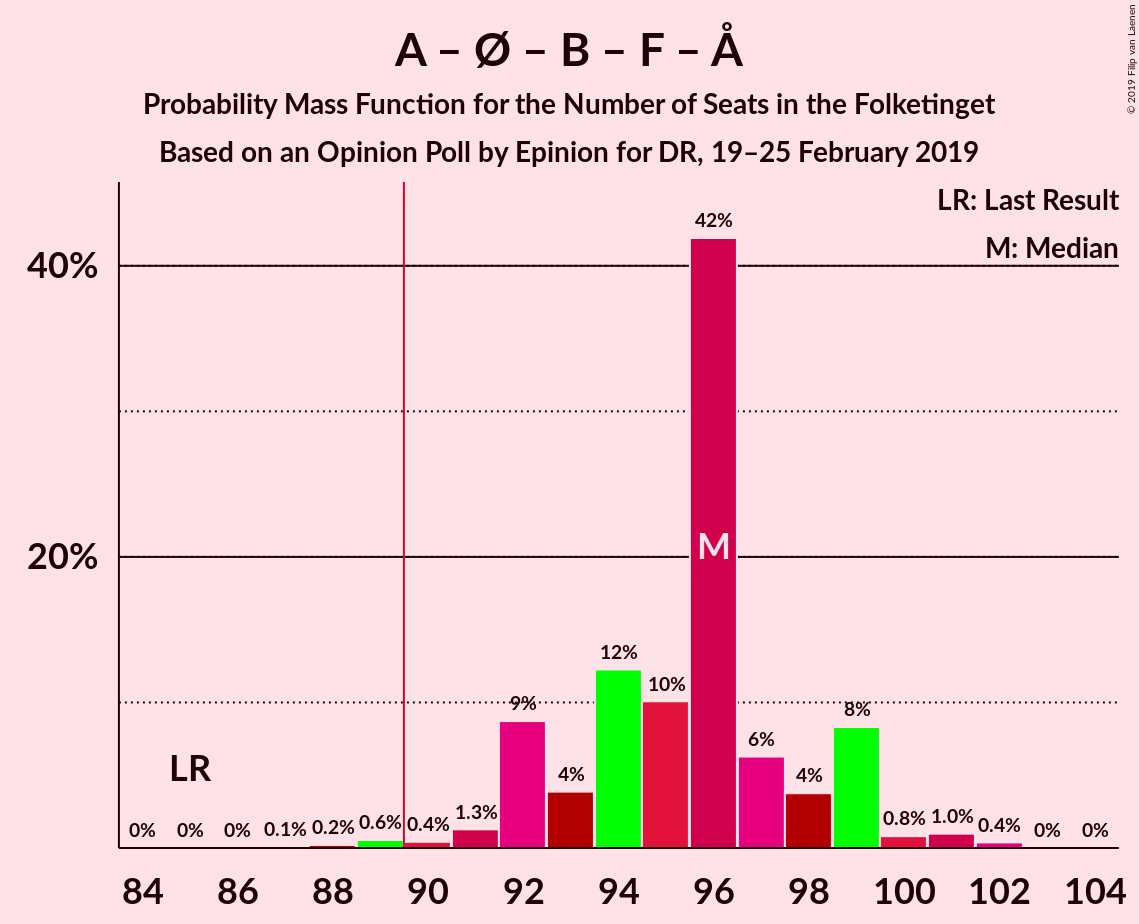 A – Ø – B – F – Å
Probability Mass Function for the Number of Seats in the Folketinget
Based on an Opinion Poll by Epinion for DR, 19–25 February 2019
© 2019 Filip van Laenen
LR: Last Result
M: Median
40%
20%
LR
0%
0%
0%
0.1%
0.2%
0.6%
0.4%
1.3%
9%
4%
12%
10%
42%
M
6%
4%
8%
0.8%
1.0%
0.4%
0%
0%
84 86 88 90 92 94 96 98 100 102 104